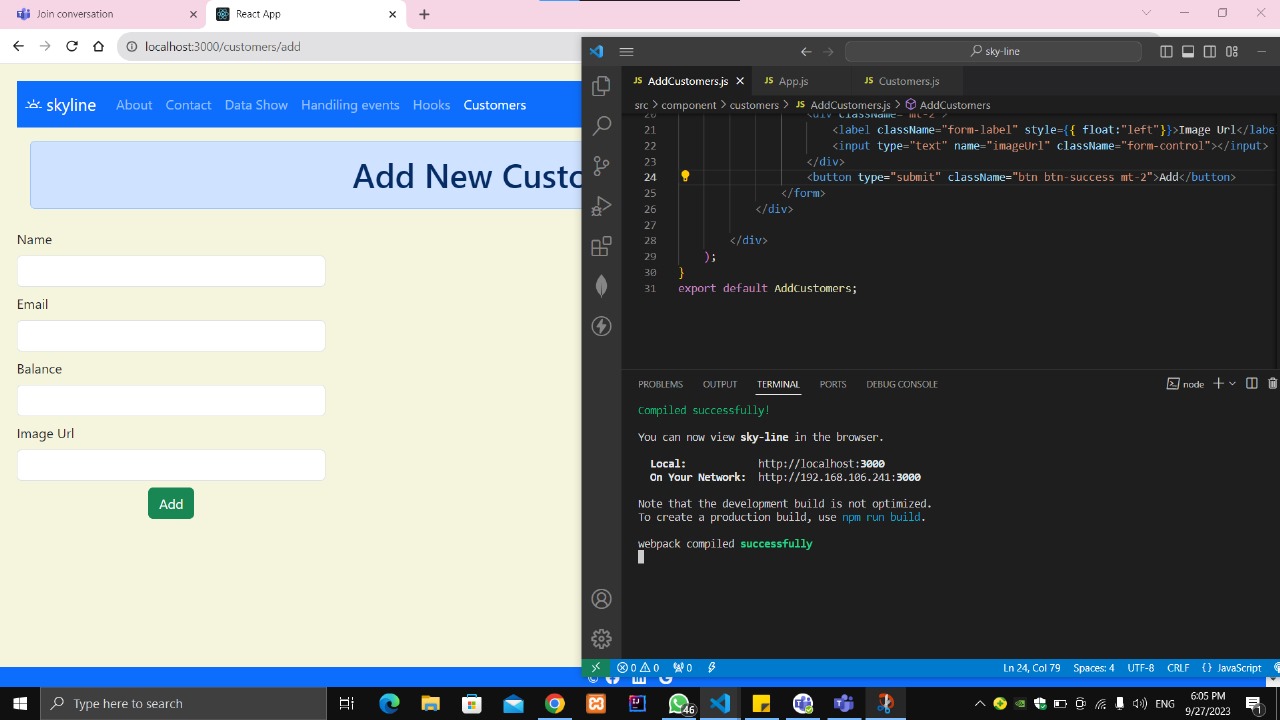 Join conversation
React App
localhost:3000/customers/add
skyline About Contact Data Show Handiling events Hooks Customers
Add New Custo
Name
Email
Balance
Image Url
Add
sky-line
JS AddCustomers.js
JS App.js
JS Customers.js
src > component > customers > JS AddCustomers.js > AddCustomers
20 <div className="mt-2">
21 <label className="form-label" style={{ float:"left"}}>Image Url</labe
22 <input type="text" name="imageUrl" className="form-control"></input>
23 </div>
24 <button type="submit" className="btn btn-success mt-2">Add</button>
25 </form>
26 </div>
27
28 </div>
29 );
30 }
31 export default AddCustomers;
PROBLEMS OUTPUT TERMINAL PORTS DEBUG CONSOLE
node
Compiled successfully!
You can now view sky-line in the browser.
Local: http://localhost:3000
On Your Network: http://192.168.106.241:3000
Note that the development build is not optimized.
To create a production build, use npm run build.
webpack compiled successfully
0 0 0 Ln 24, Col 79 Spaces: 4 UTF-8 CRLF {} JavaScript
Type here to search
46
ENG
6:05 PM
9/27/2023
1